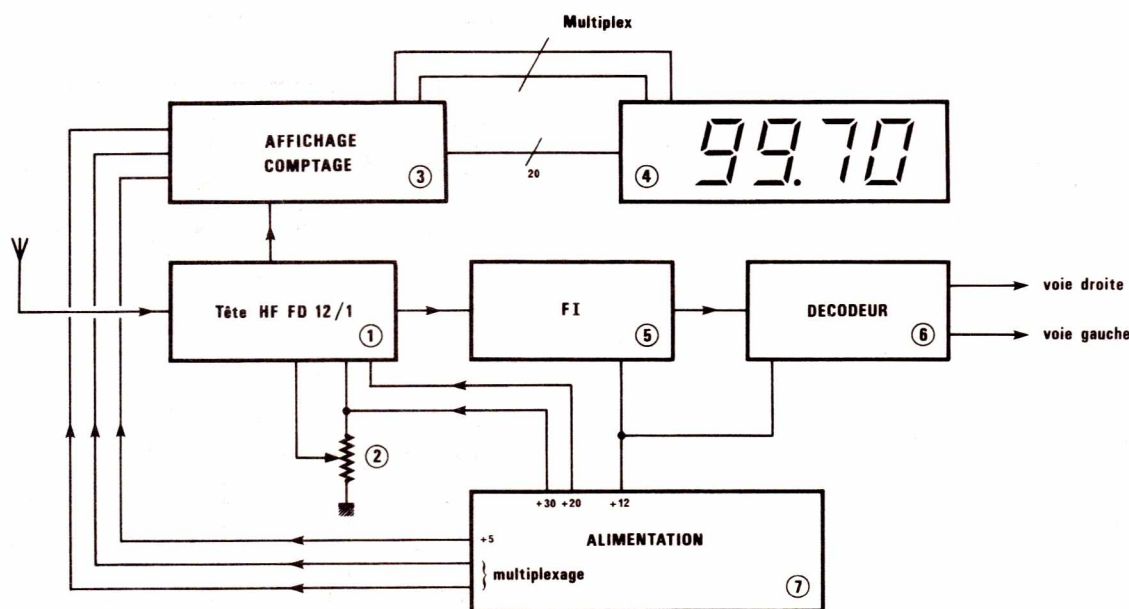 Multiplex
AFFICHAGE
COMPTAGE
3
20
4
99.70
Tête HF FD 12/1
1
FI
5
DECODEUR
6
voie droite
voie gauche
2
+30
+20
+12
+5
ALIMENTATION
multiplexage
7